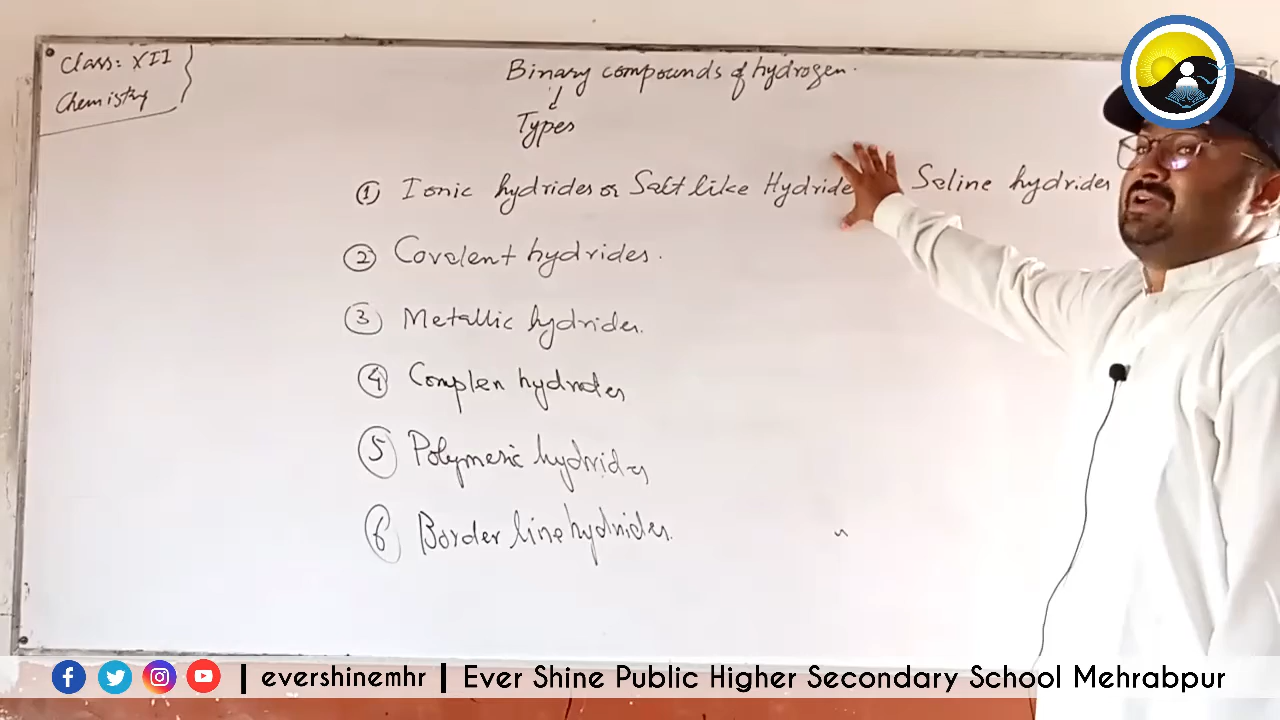 Class: XII
Chemistry
Binary compounds of hydrogen.
Types
① Ionic hydrides or Salt like Hydride Saline hydrides
② Covalent hydrides.
③ Metallic hydrides.
④ Complex hydrides
⑤ Polymeric hydrides
⑥ Border line hydrides.
| evershinemhr | Ever Shine Public Higher Secondary School Mehrabpur